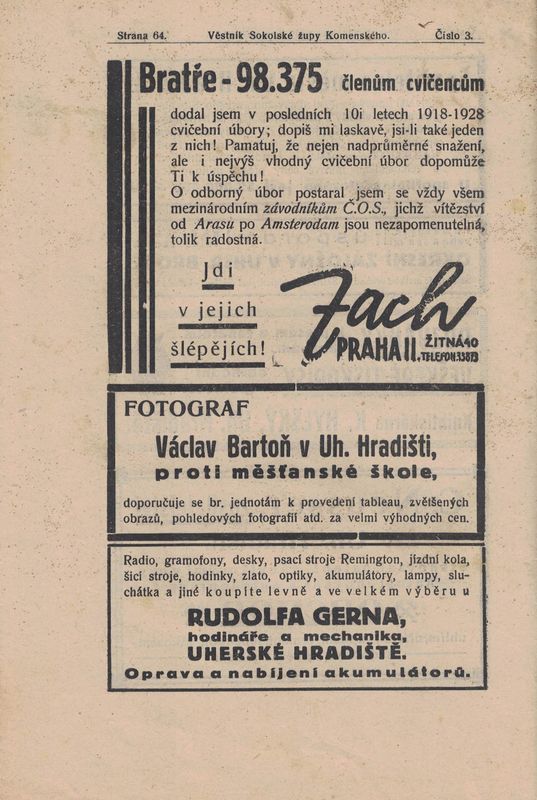 Strana 64. Věstník Sokolské župy Komenského. Číslo 3.
Bratře - 98.375 členům cvičencům
dodal jsem v posledních 10i letech 1918-1928
cvičební úbory; dopiš mi laskavě, jsi-li také jeden
z nich! Pamatuj, že nejen nadprůměrné snažení,
ale i nejvýš vhodný cvičební úbor dopomůže
Ti k úspěchu!
O odborný úbor postaral jsem se vždy všem
mezinárodním závodníkům Č.O.S., jichž vítězství
od Arasu po Amsterodam jsou nezapomenutelná,
tolik radostná.
Jdi
v jejich
šlépějích!
Jach
PRAHA II, ŽITNÁ 40
TELEFON 33873
FOTOGRAF
Václav Bartoň v Uh. Hradišti,
proti měšťanské škole,
doporučuje se br. jednotám k provedení tableau, zvětšených
obrazů, pohledových fotografií atd. za velmi výhodných cen.
Radio, gramofony, desky, psací stroje Remington, jízdní kola,
šicí stroje, hodinky, zlato, optiky, akumulátory, lampy, slu-
chátka a jiné koupíte levně a ve velkém výběru u
RUDOLFA GERNA,
hodináře a mechanika,
UHERSKÉ HRADIŠTĚ.
Oprava a nabíjení akumulátorů.